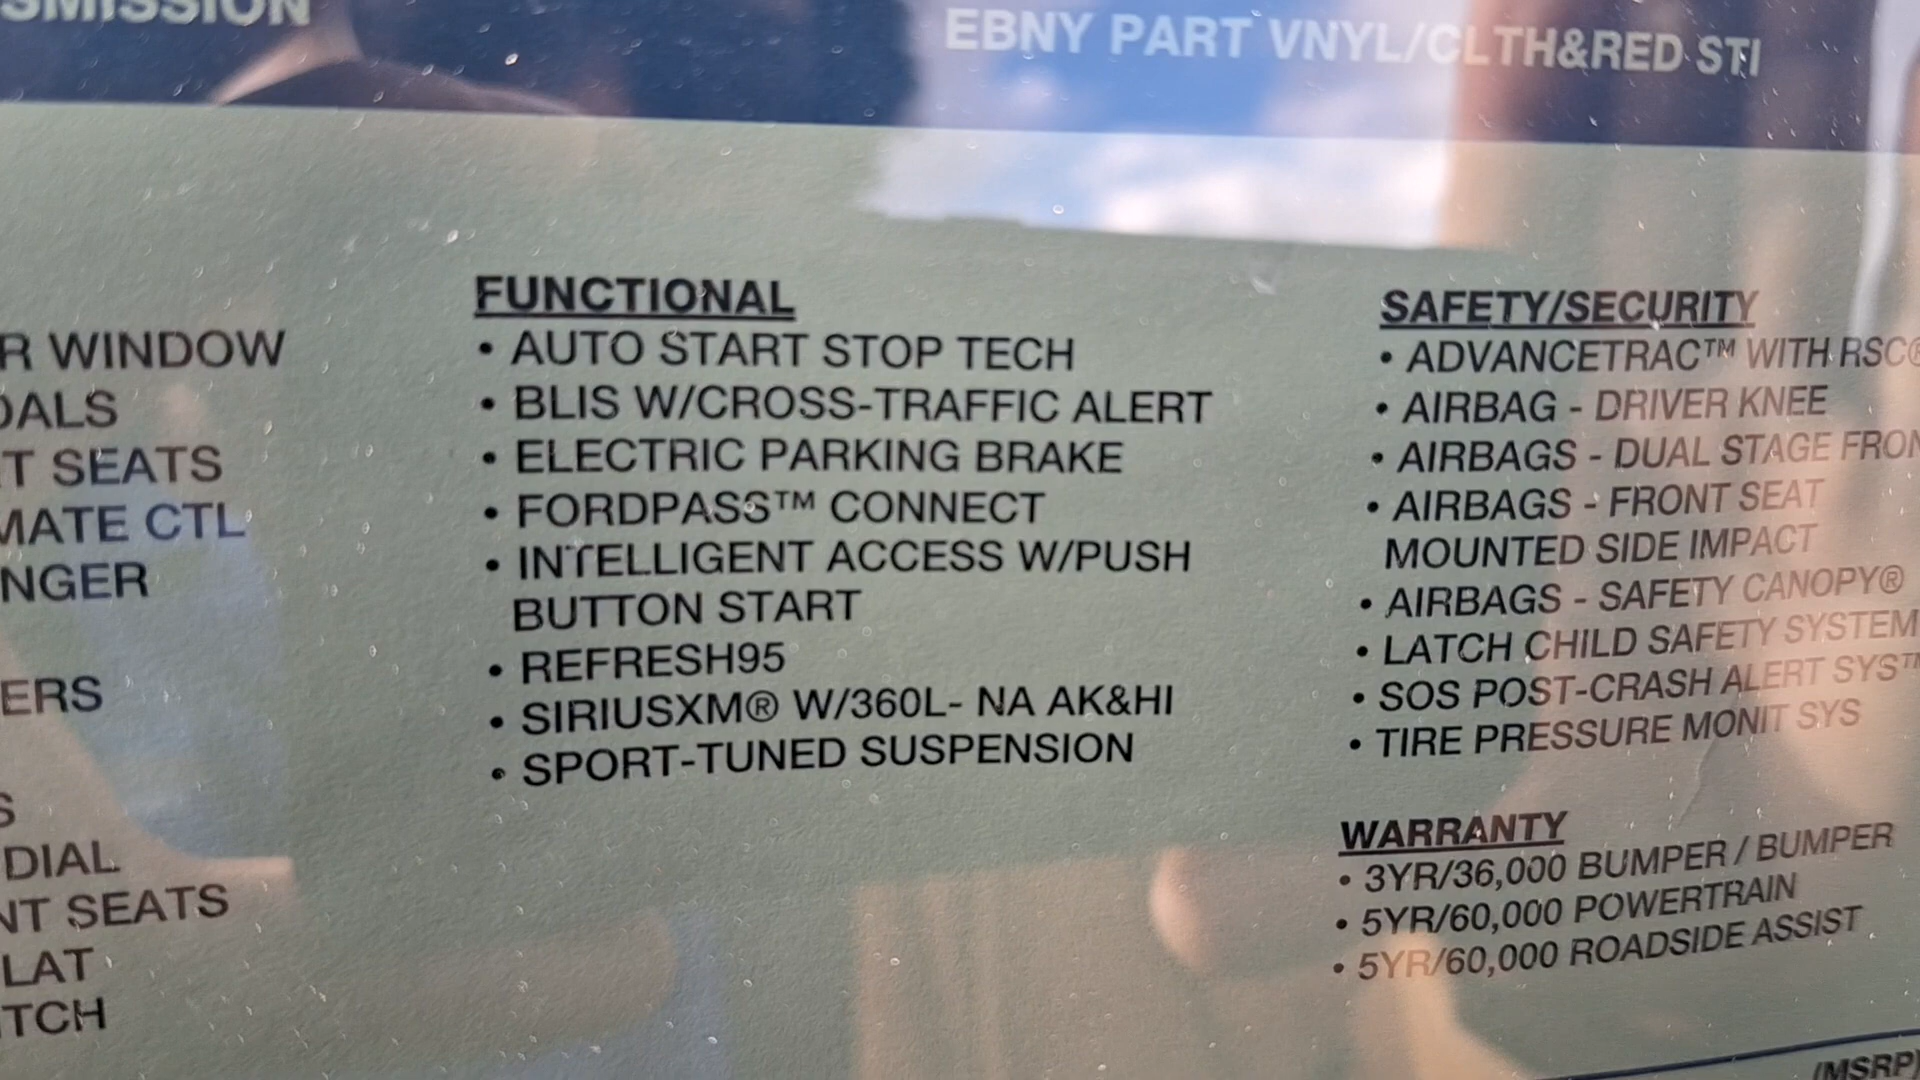 SMISSION
EBNY PART VNYL/CLTH&RED STI
R WINDOW
DALS
T SEATS
MATE CTL
NGER
ERS
S
DIAL
NT SEATS
LAT
TCH
FUNCTIONAL
• AUTO START STOP TECH
• BLIS W/CROSS-TRAFFIC ALERT
• ELECTRIC PARKING BRAKE
• FORDPASS™ CONNECT
• INTELLIGENT ACCESS W/PUSH
BUTTON START
• REFRESH95
• SIRIUSXM® W/360L- NA AK&HI
• SPORT-TUNED SUSPENSION
SAFETY/SECURITY
• ADVANCETRAC™ WITH RSC®
• AIRBAG - DRIVER KNEE
• AIRBAGS - DUAL STAGE FRON
• AIRBAGS - FRONT SEAT
MOUNTED SIDE IMPACT
• AIRBAGS - SAFETY CANOPY®
• LATCH CHILD SAFETY SYSTEM
• SOS POST-CRASH ALERT SYS™
• TIRE PRESSURE MONIT SYS
WARRANTY
• 3YR/36,000 BUMPER / BUMPER
• 5YR/60,000 POWERTRAIN
• 5YR/60,000 ROADSIDE ASSIST
(MSRP)